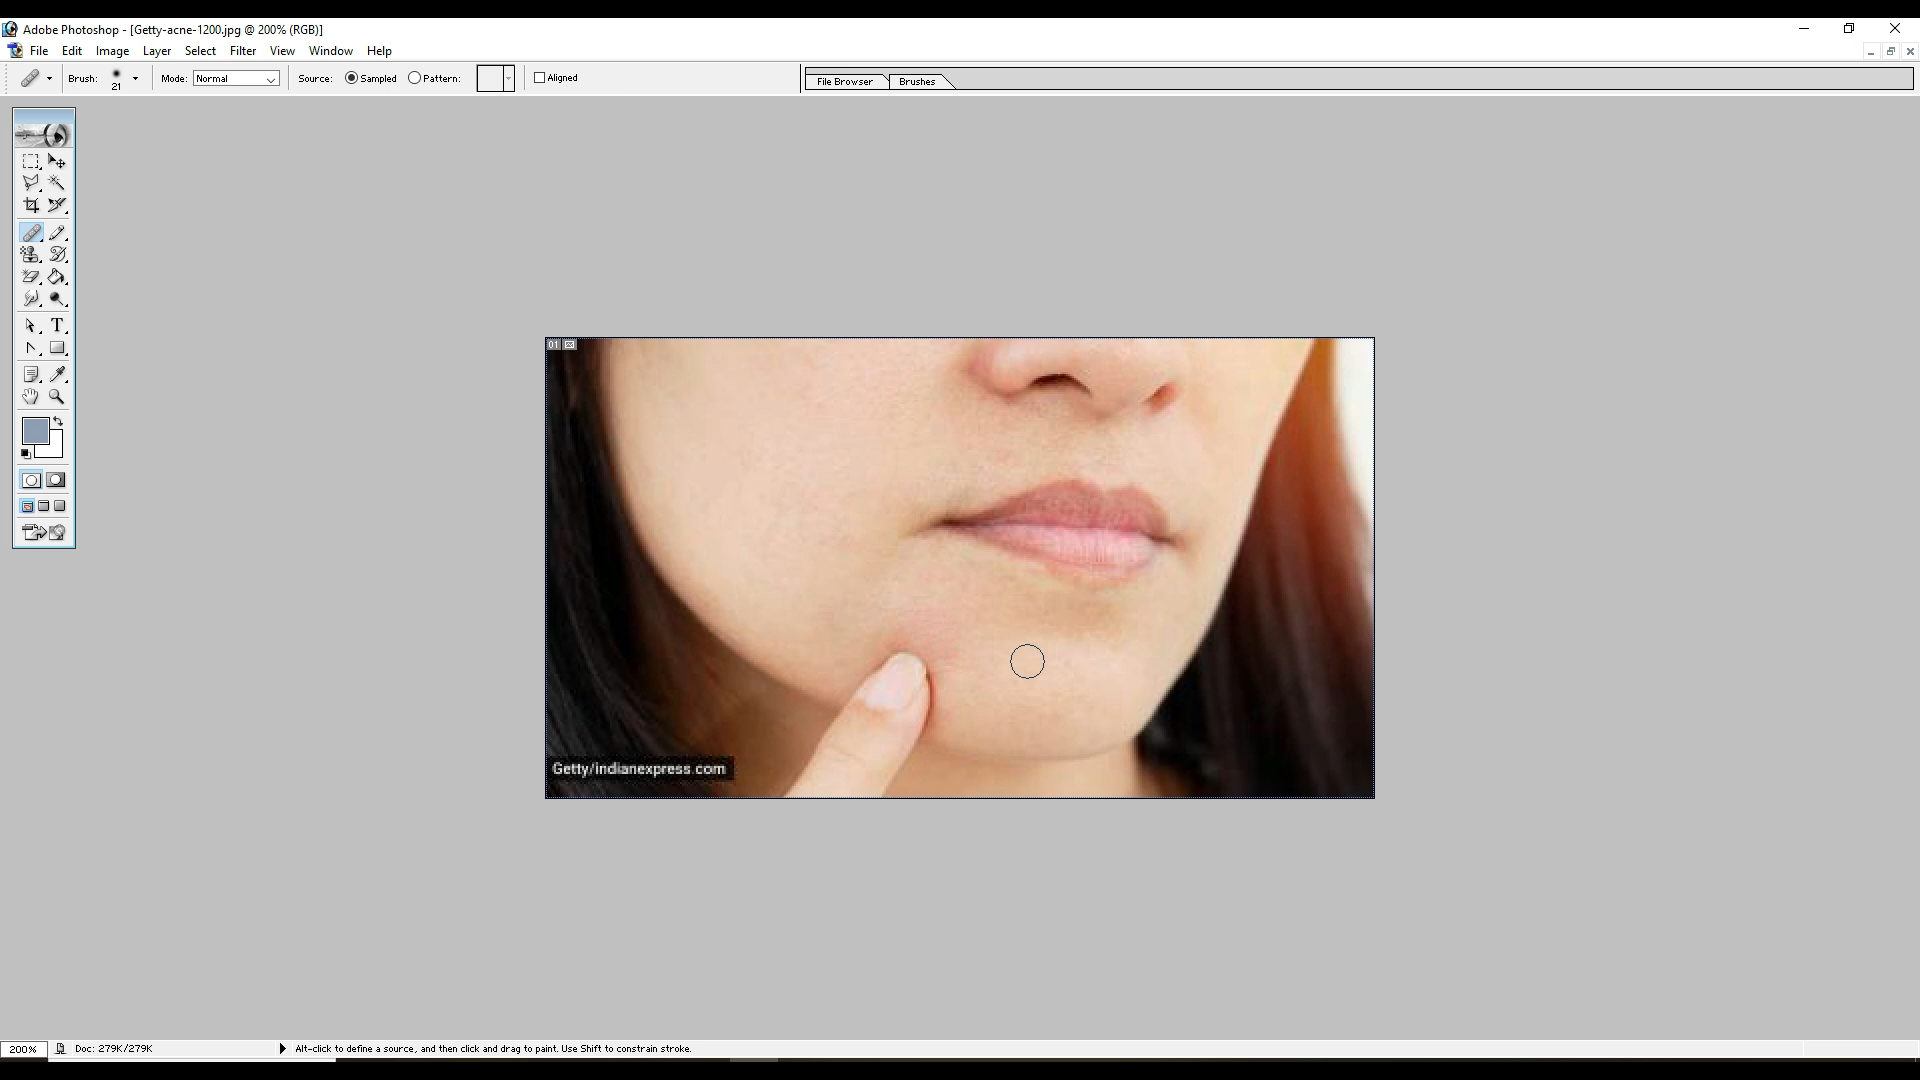 Adobe Photoshop - [Getty-acne-1200.jpg @ 200% (RGB)]
File Edit Image Layer Select Filter View Window Help
Brush: 21 Mode: Normal Source: Sampled Pattern: Aligned File Browser Brushes
T
01
Getty/indianexpress.com
200% Doc: 279K/279K Alt-click to define a source, and then click and drag to paint. Use Shift to constrain stroke.